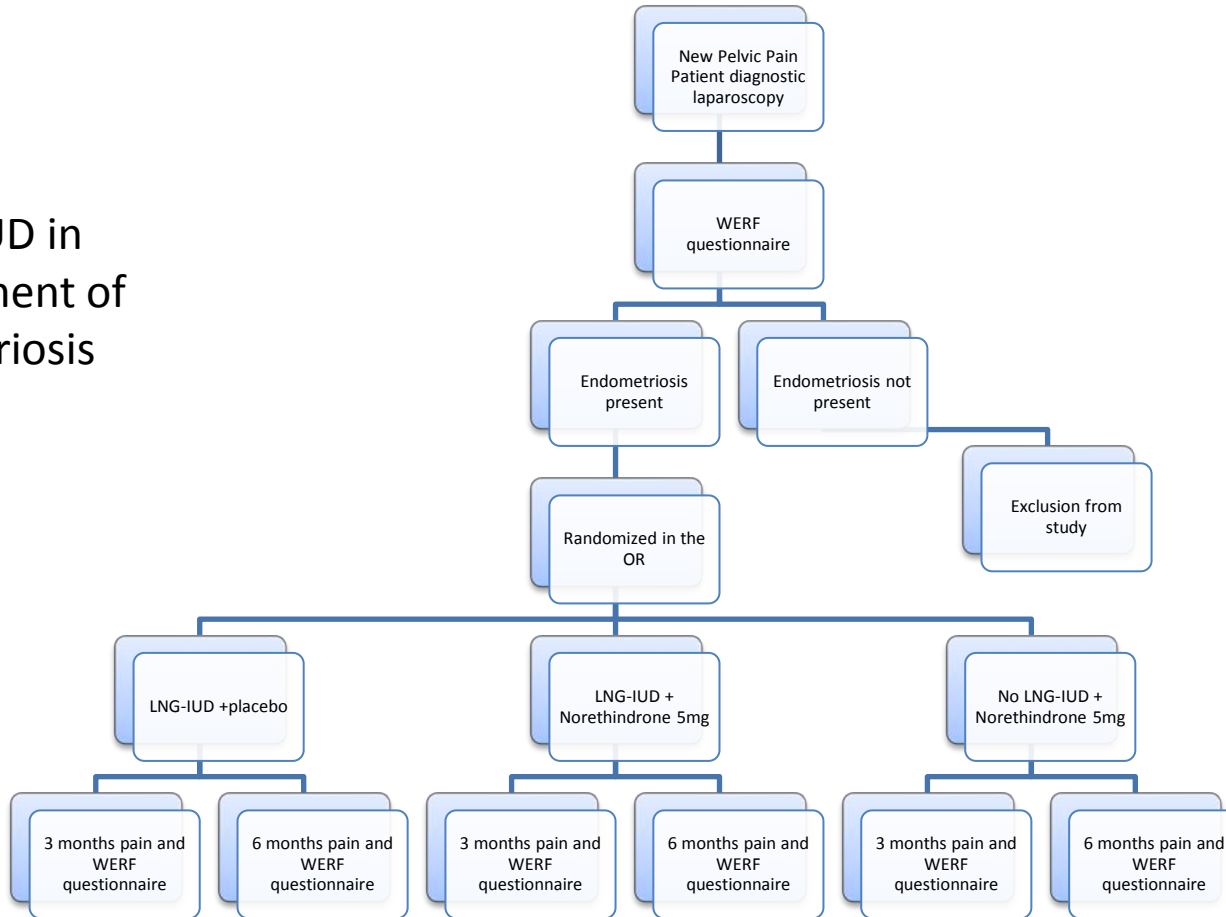 New Pelvic Pain
Patient diagnostic
laparoscopy
UD in
ment of
riosis
WERF
questionnaire
Endometriosis
present
Endometriosis not
present
Exclusion from
study
Randomized in the
OR
LNG-IUD +placebo
LNG-IUD +
Norethindrone 5mg
No LNG-IUD +
Norethindrone 5mg
3 months pain and
WERF
questionnaire
6 months pain and
WERF
questionnaire
3 months pain and
WERF
questionnaire
6 months pain and
WERF
questionnaire
3 months pain and
WERF
questionnaire
6 months pain and
WERF
questionnaire